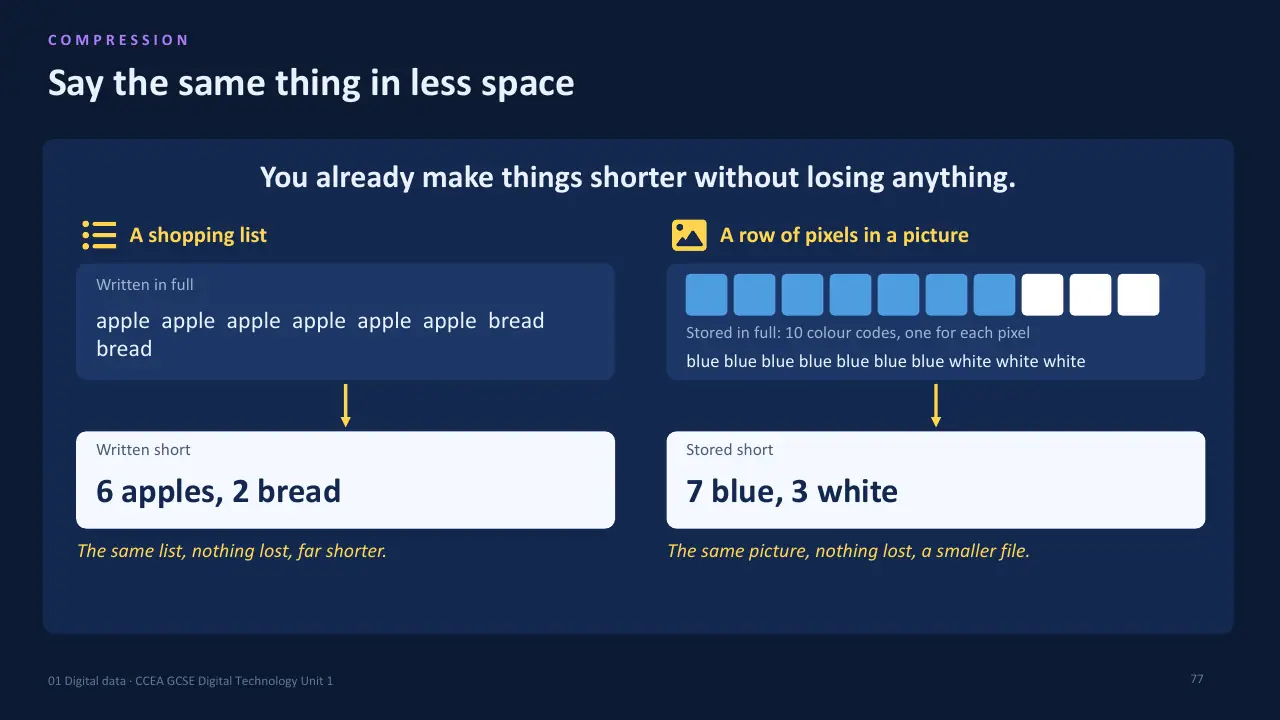 COMPRESSION
Say the same thing in less space
You already make things shorter without losing anything.
A shopping list
Written in full
apple apple apple apple apple apple bread
bread
Written short
6 apples, 2 bread
The same list, nothing lost, far shorter.
A row of pixels in a picture
Stored in full: 10 colour codes, one for each pixel
blue blue blue blue blue blue blue white white white
Stored short
7 blue, 3 white
The same picture, nothing lost, a smaller file.
01 Digital data · CCEA GCSE Digital Technology Unit 1
77